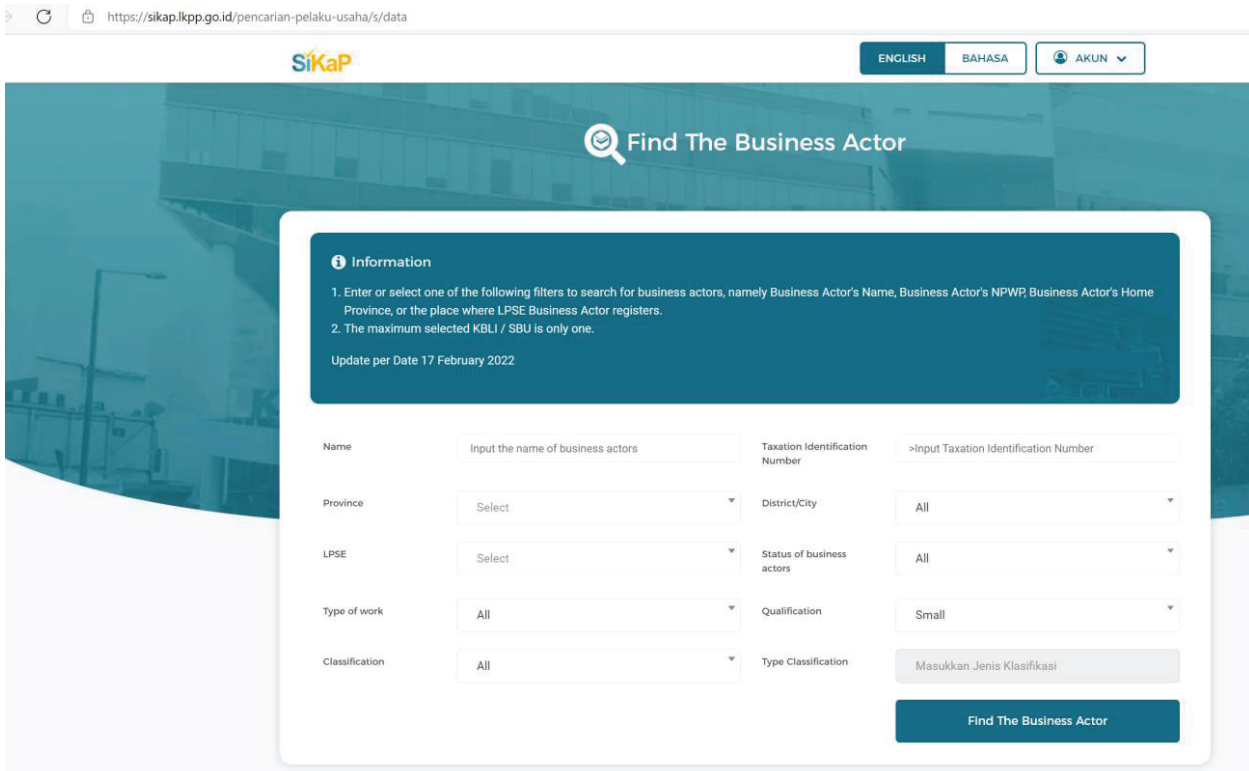 https://sikap.lkpp.go.id/pencarian-pelaku-usaha/s/data
SiKaP
ENGLISH BAHASA AKUN
Find The Business Actor
Information
1. Enter or select one of the following filters to search for business actors, namely Business Actor's Name, Business Actor's NPWP, Business Actor's Home
Province, or the place where LPSE Business Actor registers.
2. The maximum selected KBLI / SBU is only one.
Update per Date 17 February 2022
Name Input the name of business actors Taxation Identification
Number >Input Taxation Identification Number
Province Select District/City All
LPSE Select Status of business
actors All
Type of work All Qualification Small
Classification All Type Classification Masukkan Jenis Klasifikasi
Find The Business Actor